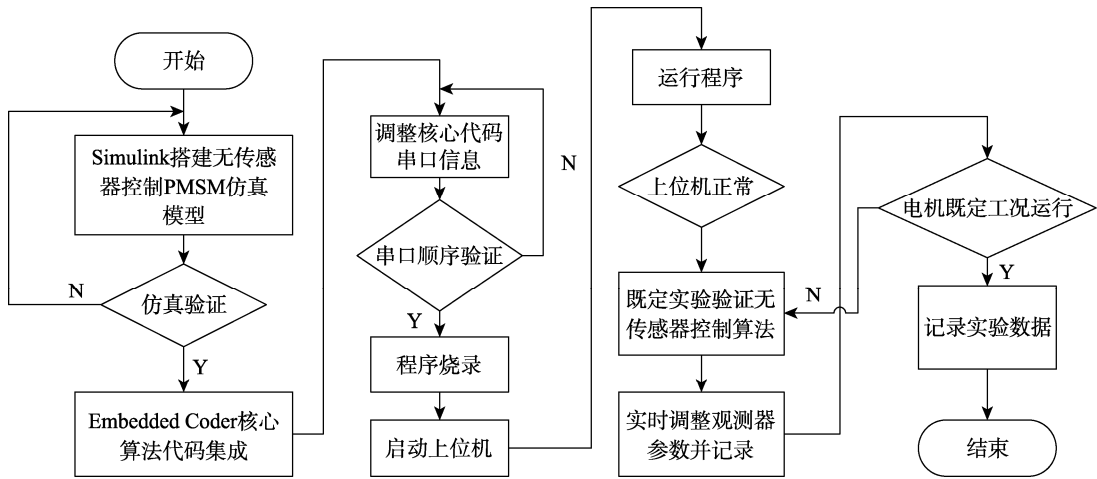 开始
Simulink搭建无传感
器控制PMSM仿真
模型
仿真验证
N
Y
Embedded Coder核心
算法代码集成
调整核心代码
串口信息
串口顺序验证
N
Y
程序烧录
启动上位机
运行程序
上位机正常
既定实验验证无
传感器控制算法
实时调整观测器
参数并记录
电机既定工况运行
N
Y
记录实验数据
结束